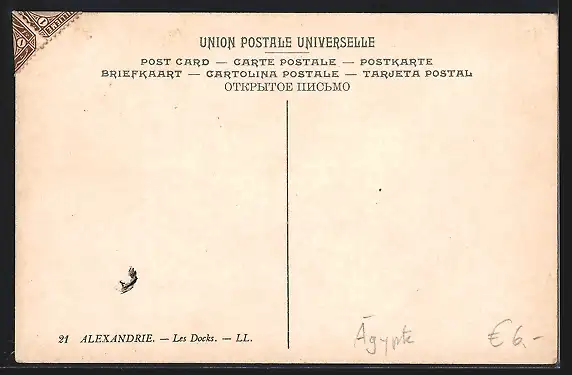 UNION POSTALE UNIVERSELLE
POST CARD — CARTE POSTALE — POSTKARTE
BRIEFKAART — CARTOLINA POSTALE — TARJETA POSTAL
ОТКРЫТОЕ ПИСЬМО
21 ALEXANDRIE. — Les Docks. — LL.
Ägypte
€ 6.-